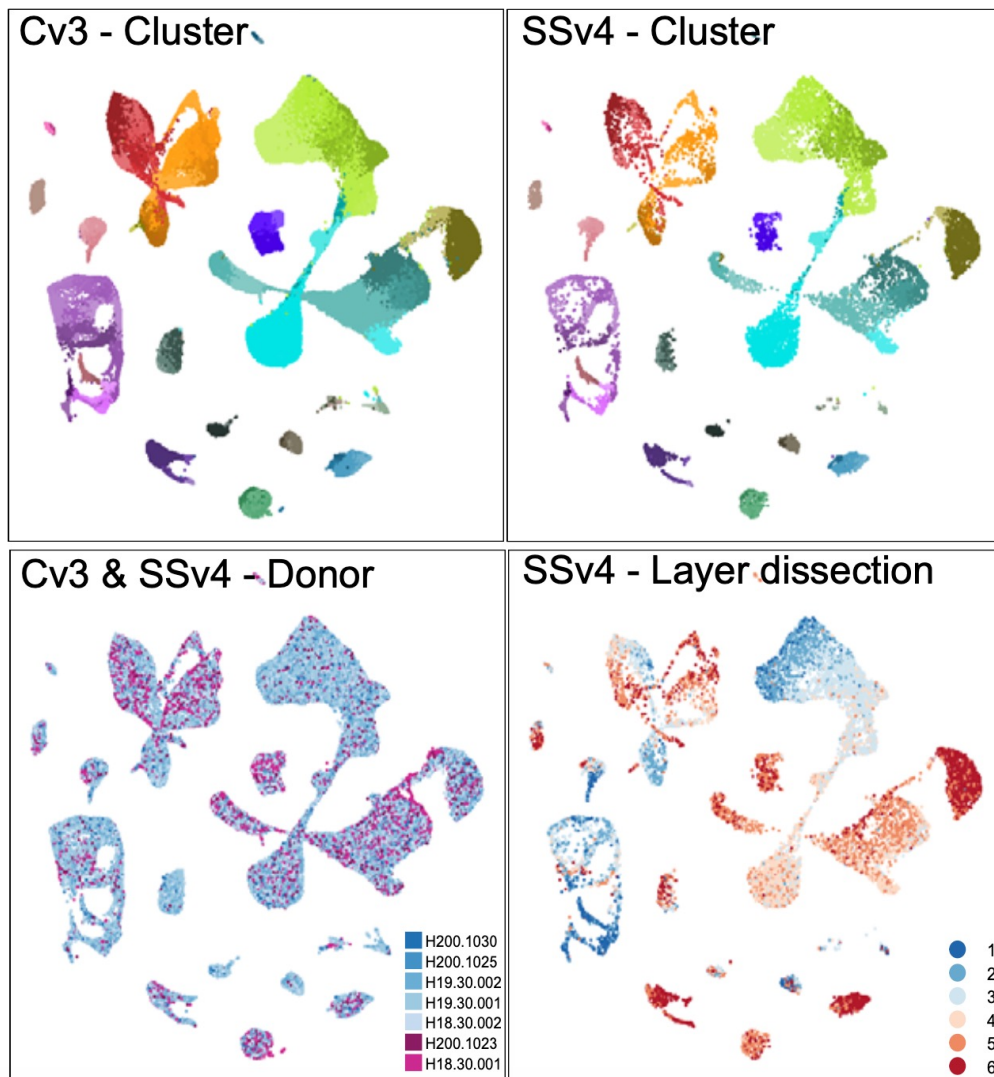 Cv3 - Cluster
SSv4 - Cluster
Cv3 & SSv4 - Donor
H200.1030
H200.1025
H19.30.002
H19.30.001
H18.30.002
H200.1023
H18.30.001
SSv4 - Layer dissection
1
2
3
4
5
6